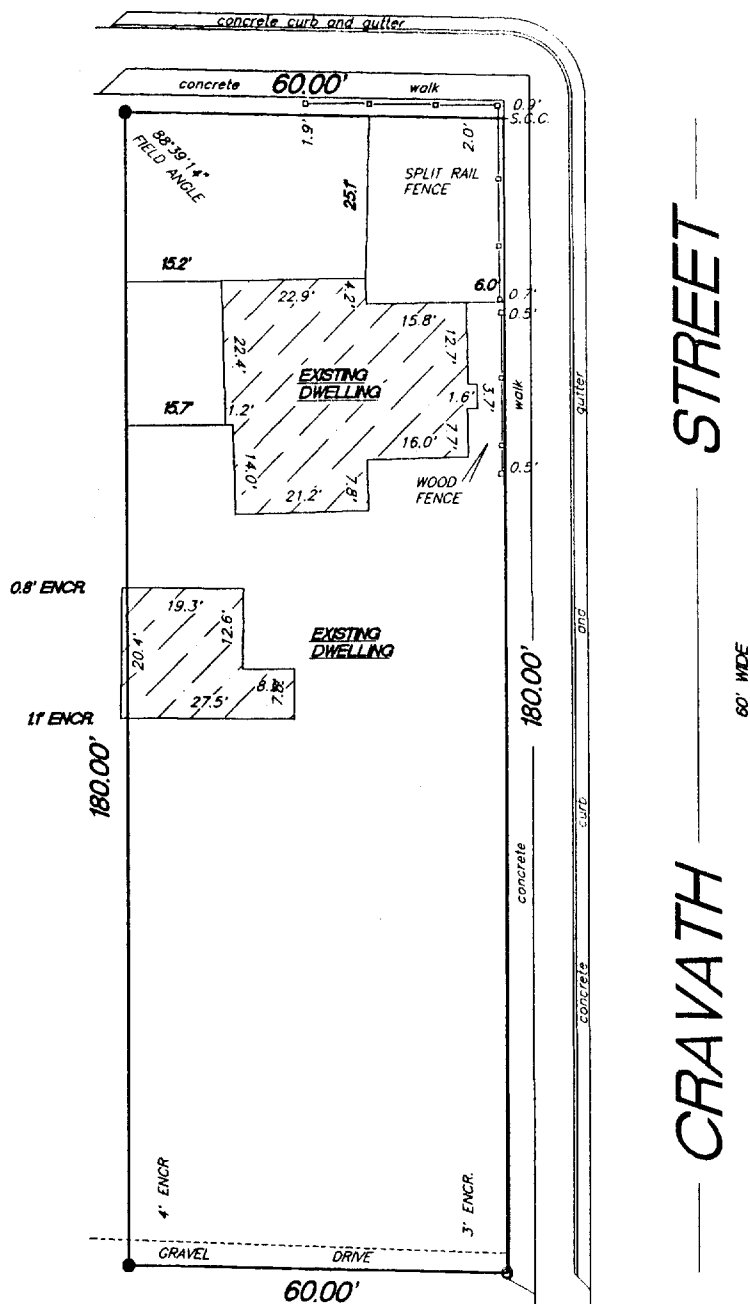 concrete curb and gutter
concrete
60.00'
walk
0.9'
S.C.C.
88°39'14"
FIELD ANGLE
1.9'
2.0'
25.1'
SPLIT RAIL
FENCE
15.2'
6.0'
0.7'
0.5'
22.9'
4.2'
15.8'
12.7'
22.4'
EXISTING
DWELLING
1.6'
3.7'
walk
gutter
15.7'
1.2'
16.0'
7.7'
14.0'
21.2'
7.8'
WOOD
FENCE
0.5'
STREET
0.8' ENCR.
19.3'
12.6'
20.4'
EXISTING
DWELLING
and
27.5'
7.8'
1.1' ENCR.
180.00'
180.00'
60' WIDE
curb
concrete
concrete
CRAVATH
4' ENCR
3' ENCR.
GRAVEL
DRIVE
60.00'